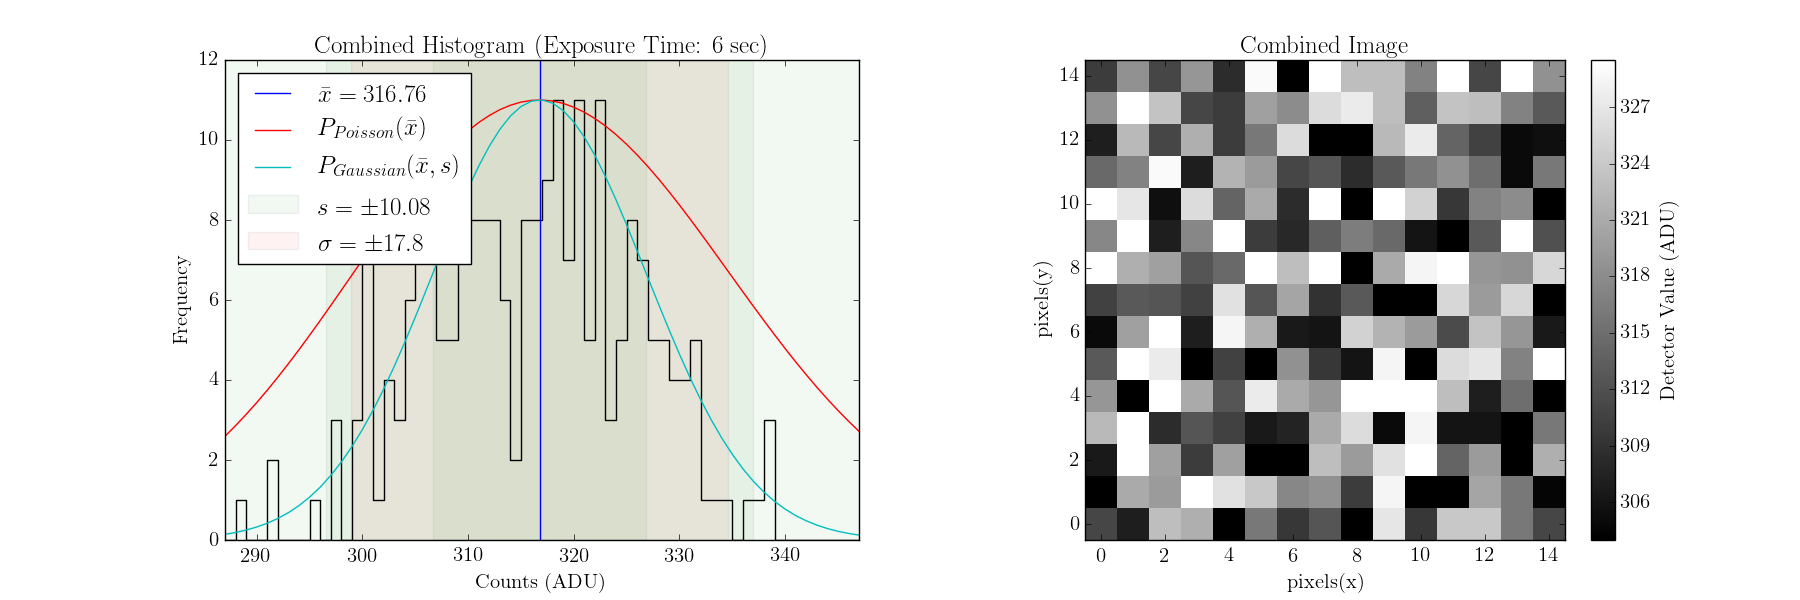 Combined Histogram (Exposure Time: 6 sec)
12
10
8
6
4
2
0
Frequency
x̄ = 316.76
P_Poisson(x̄)
P_Gaussian(x̄, s)
s = ±10.08
σ = ±17.8
290 300 310 320 330 340
Counts (ADU)
Combined Image
14
12
10
8
6
4
2
0
pixels(y)
0 2 4 6 8 10 12 14
pixels(x)
327
324
321
318
315
312
309
306
Detector Value (ADU)